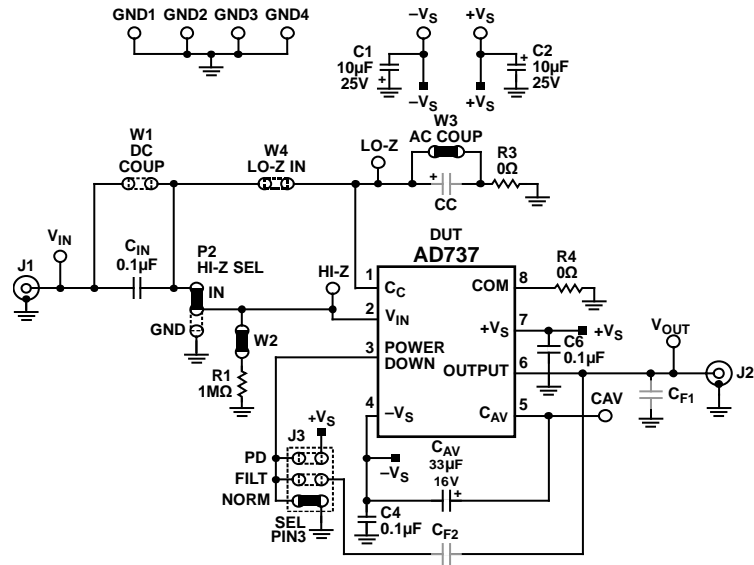 GND1 GND2 GND3 GND4
–VS
+VS
C1
10µF
25V
C2
10µF
25V
–VS
+VS
W1
DC
COUP
W4
LO-Z IN
LO-Z
W3
AC COUP
+
CC
R3
0Ω
VIN
J1
CIN
0.1µF
P2
HI-Z SEL
IN
GND
HI-Z
W2
R1
1MΩ
DUT
AD737
1
CC
2
VIN
3
POWER
DOWN
4
–VS
COM
8
+VS
7
OUTPUT
6
CAV
5
R4
0Ω
+VS
C6
0.1µF
VOUT
J2
CF1
CAV
–VS
CAV
33µF
16V
+
C4
0.1µF
CF2
+VS
J3
PD
FILT
NORM
SEL
PIN3